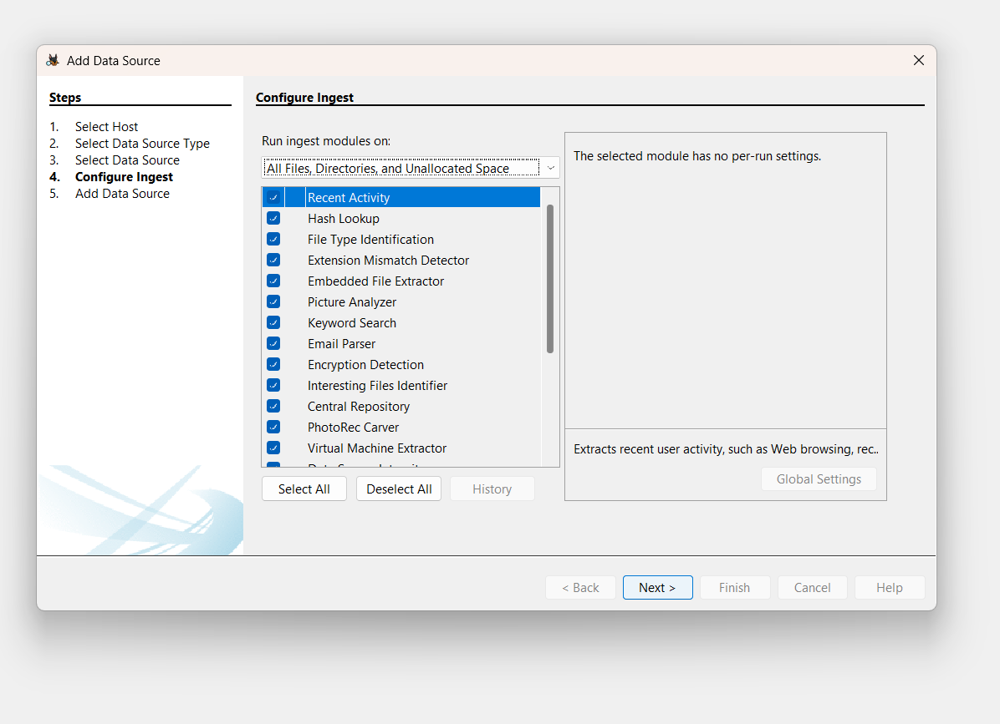 Add Data Source
Steps
1. Select Host
2. Select Data Source Type
3. Select Data Source
4. Configure Ingest
5. Add Data Source
Configure Ingest
Run ingest modules on:
All Files, Directories, and Unallocated Space
Recent Activity
Hash Lookup
File Type Identification
Extension Mismatch Detector
Embedded File Extractor
Picture Analyzer
Keyword Search
Email Parser
Encryption Detection
Interesting Files Identifier
Central Repository
PhotoRec Carver
Virtual Machine Extractor
Select All
Deselect All
History
The selected module has no per-run settings.
Extracts recent user activity, such as Web browsing, rec..
Global Settings
< Back
Next >
Finish
Cancel
Help